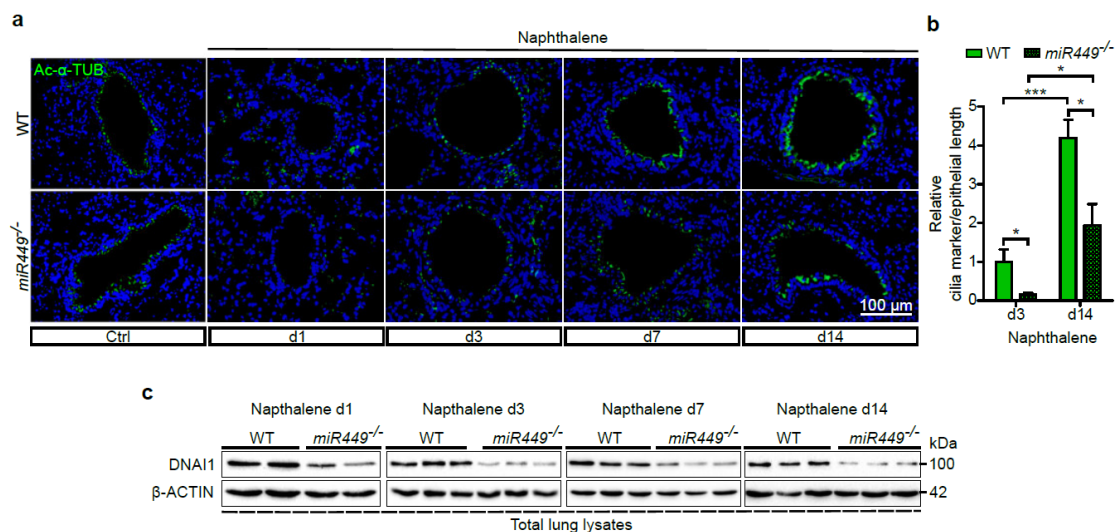 a
Naphthalene
Ac-α-TUB
WT
miR449-/-
100 µm
Ctrl
d1
d3
d7
d14
b
WT
miR449-/-
*
***
*
*
Relative
cilia marker/epithelial length
5
4
3
2
1
0
d3
d14
Naphthalene
c
Napthalene d1
Napthalene d3
Napthalene d7
Napthalene d14
WT
miR449-/-
WT
miR449-/-
WT
miR449-/-
WT
miR449-/-
kDa
DNAI1
100
β-ACTIN
42
Total lung lysates